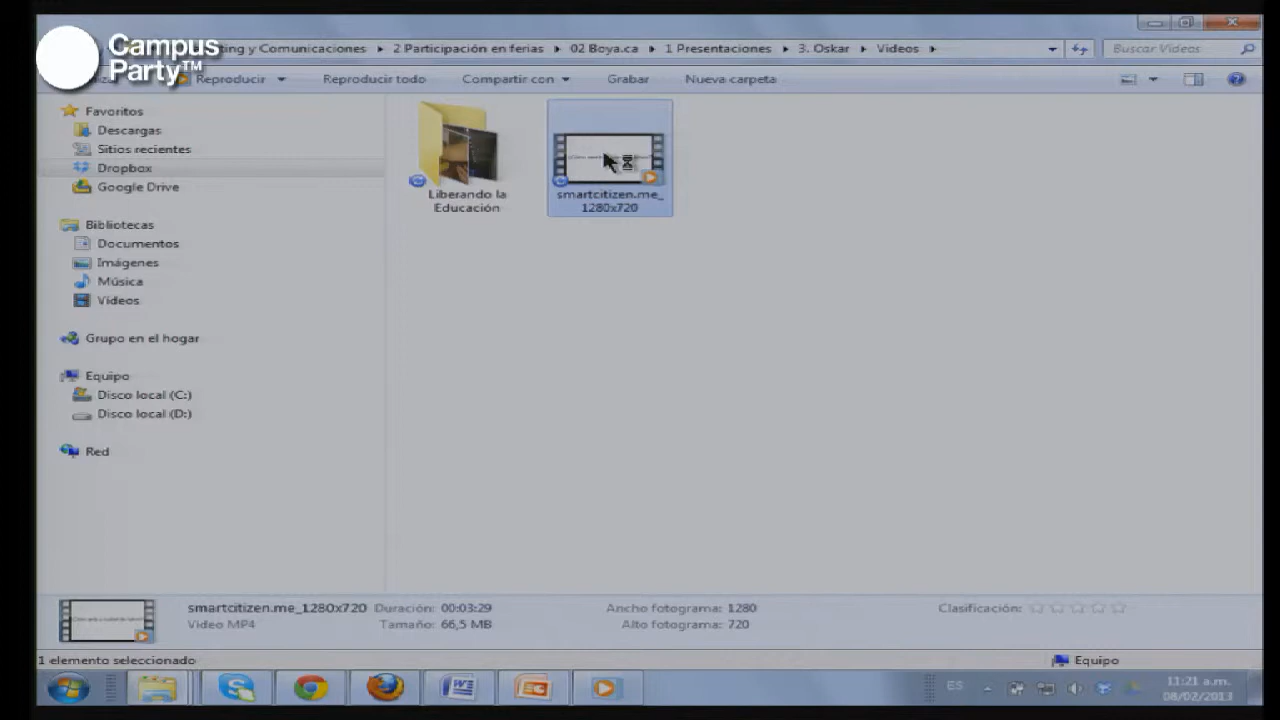 Campus
Party™
ting y Comunicaciones 2 Participación en ferias 02 Boya.ca 1 Presentaciones 3. Oskar Videos
Buscar Videos
Reproducir Reproducir todo Compartir con Grabar Nueva carpeta
Favoritos
Descargas
Sitios recientes
Dropbox
Google Drive
Bibliotecas
Documentos
Imágenes
Música
Vídeos
Grupo en el hogar
Equipo
Disco local (C:)
Disco local (D:)
Red
Liberando la
Educación
smartcitizen.me_
1280x720
smartcitizen.me_1280x720 Duración: 00:03:29 Ancho fotograma: 1280 Clasificación:
Video MP4 Tamaño: 66,5 MB Alto fotograma: 720
1 elemento seleccionado
Equipo
ES
11:21 a.m.
08/02/2013